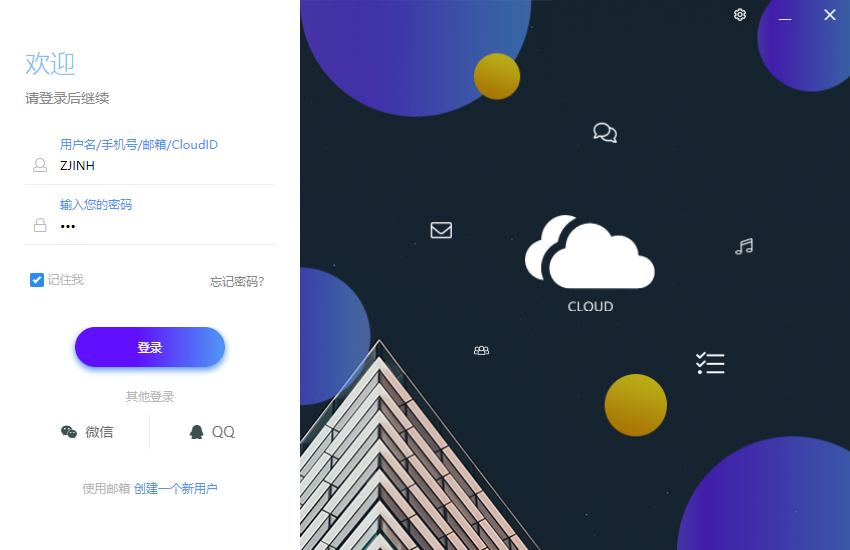 欢迎
请登录后继续
用户名/手机号/邮箱/CloudID
ZJINH
输入您的密码
•••
记住我
忘记密码?
登录
其他登录
微信
QQ
使用邮箱 创建一个新用户
CLOUD